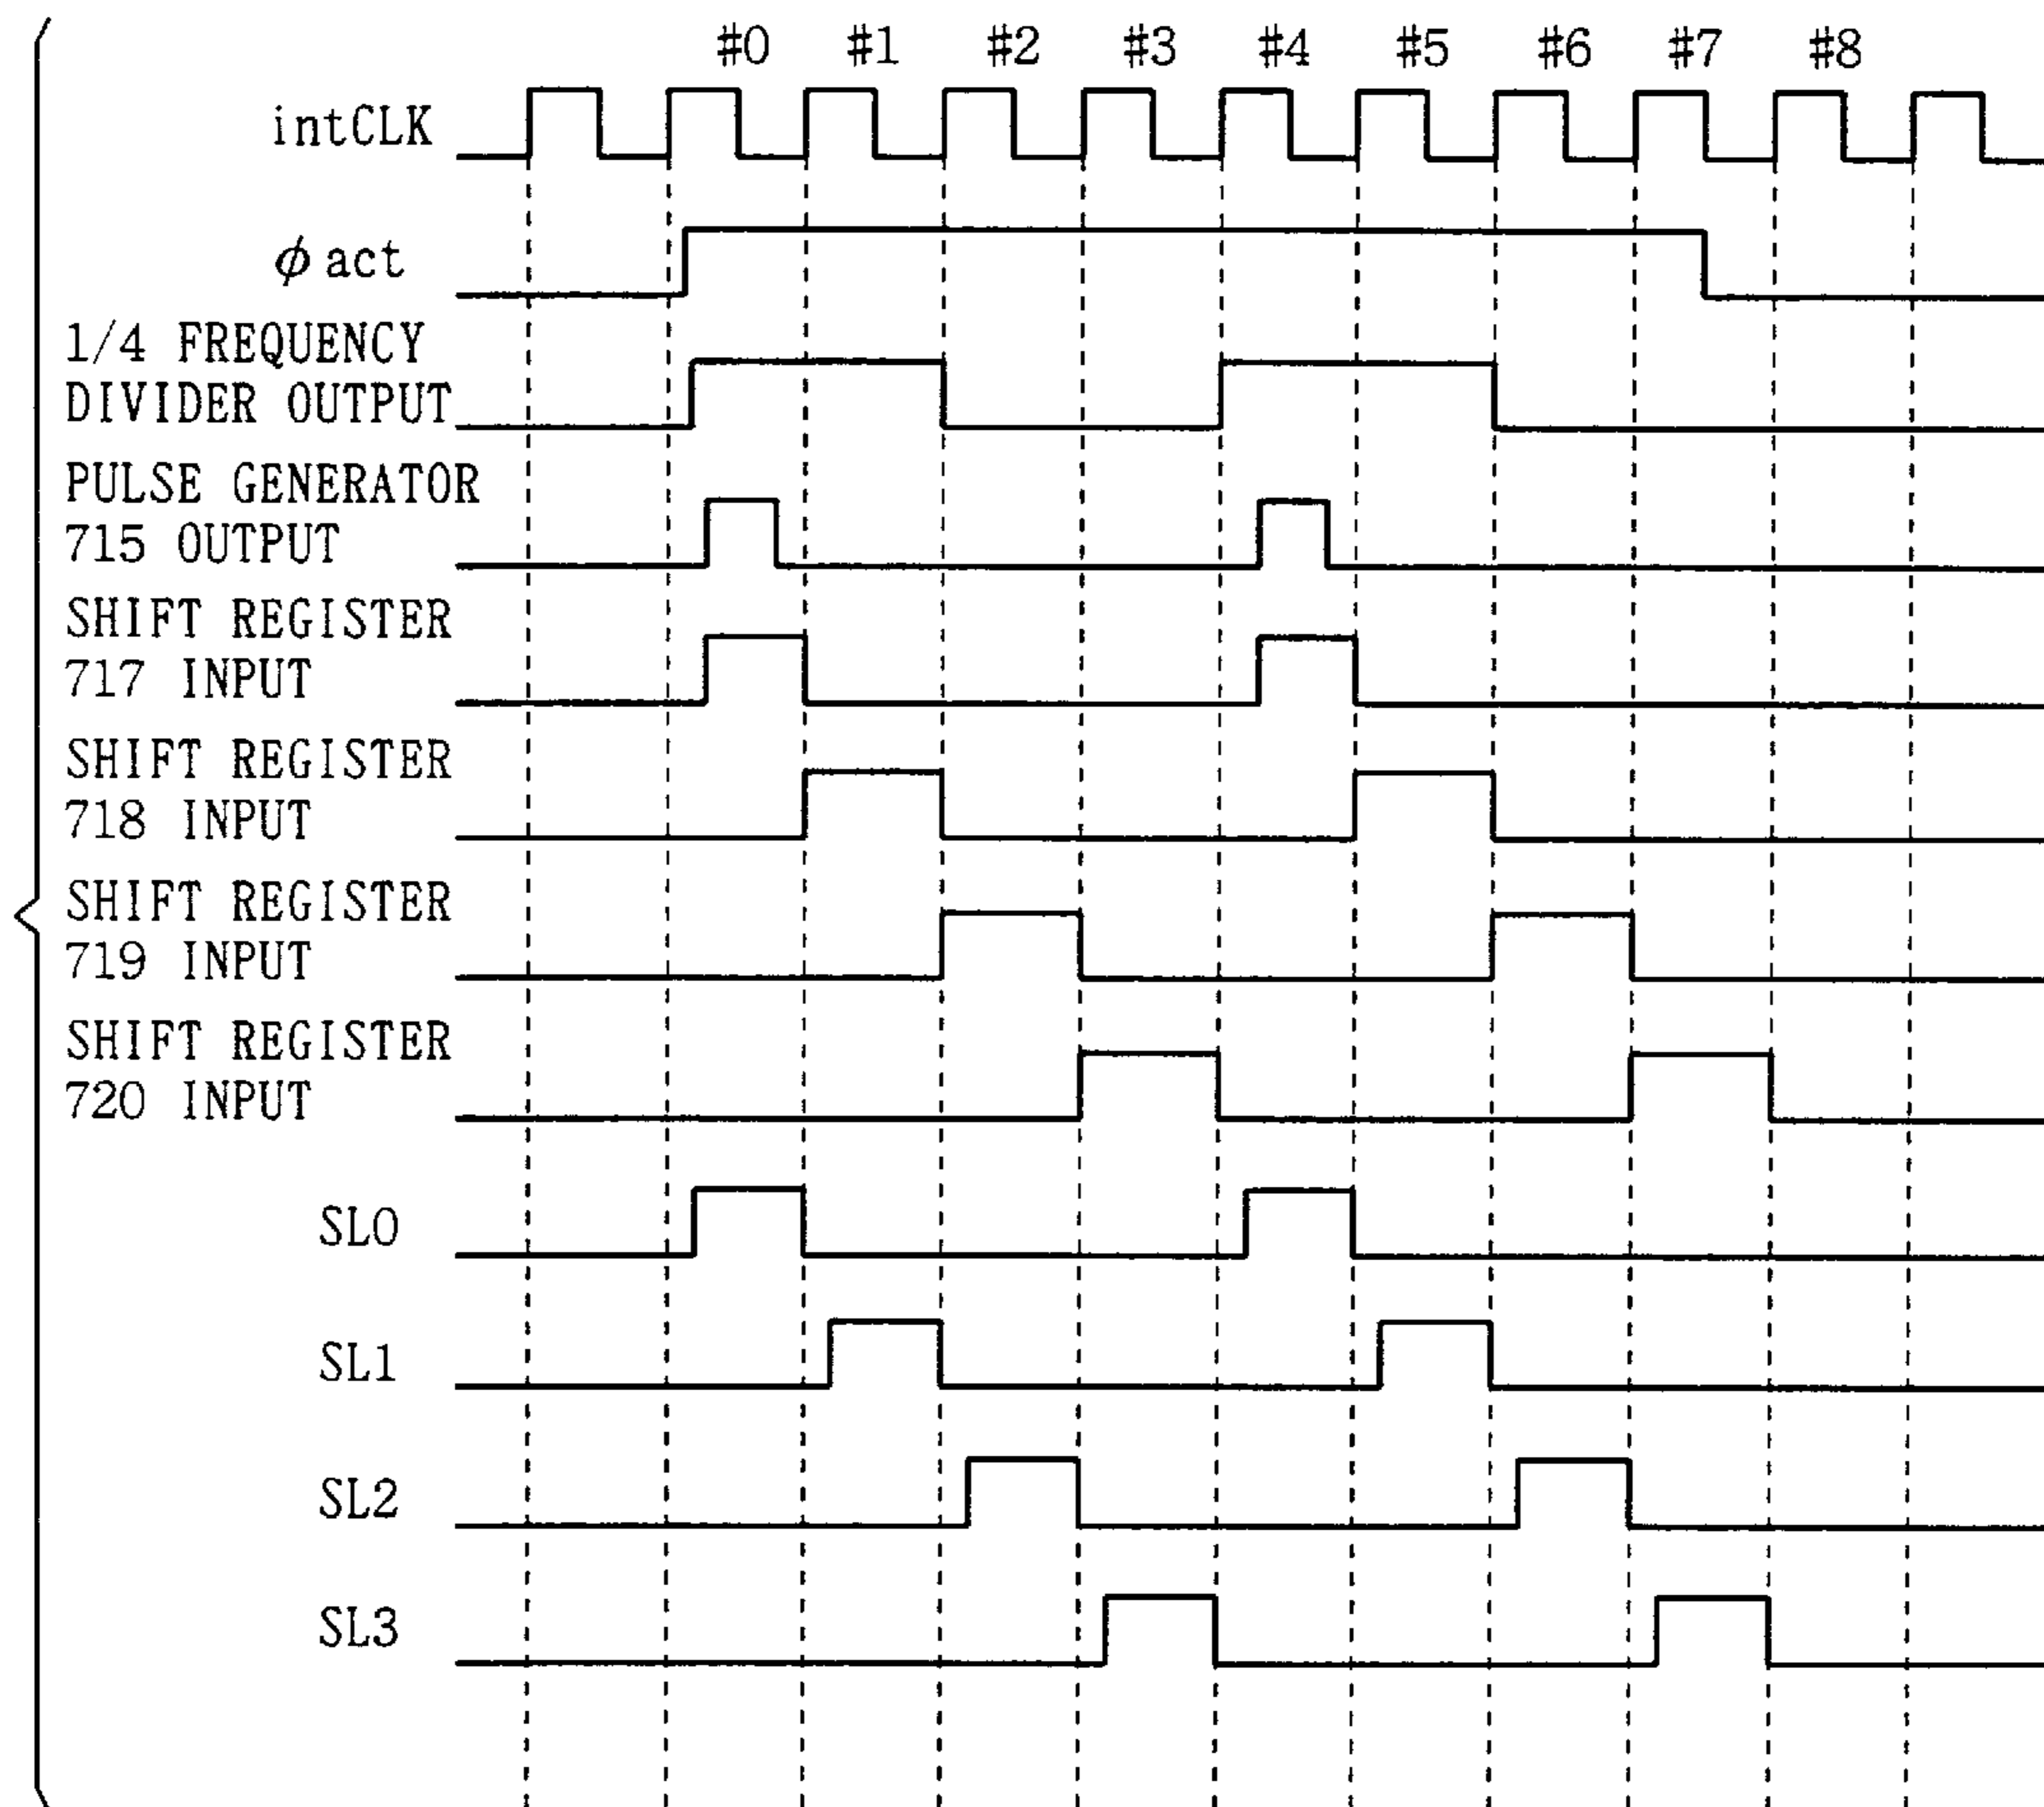 #0 #1 #2 #3 #4 #5 #6 #7 #8
intCLK
φ act
1/4 FREQUENCY
DIVIDER OUTPUT
PULSE GENERATOR
715 OUTPUT
SHIFT REGISTER
717 INPUT
SHIFT REGISTER
718 INPUT
SHIFT REGISTER
719 INPUT
SHIFT REGISTER
720 INPUT
SL0
SL1
SL2
SL3